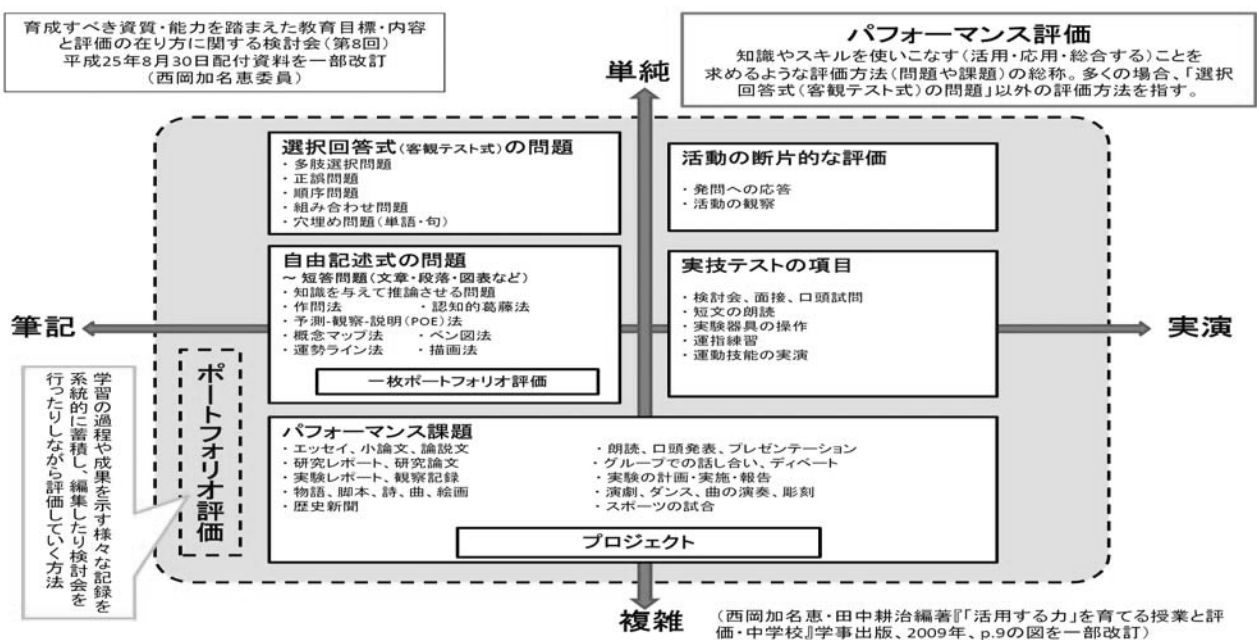 育成すべき資質・能力を踏まえた教育目標・内容
と評価の在り方に関する検討会(第8回)
平成25年8月30日配付資料を一部改訂
(西岡加名恵委員)
パフォーマンス評価
知識やスキルを使いこなす(活用・応用・総合する)ことを
求めるような評価方法(問題や課題)の総称。多くの場合、「選択
回答式(客観テスト式)の問題」以外の評価方法を指す。
単純
選択回答式(客観テスト式)の問題
・多肢選択問題
・正誤問題
・順序問題
・組み合わせ問題
・穴埋め問題(単語・句)
活動の断片的な評価
・発問への応答
・活動の観察
自由記述式の問題
～ 短答問題(文章・段落・図表など)
・知識を与えて推論させる問題
・作問法 ・認知的葛藤法
・予測-観察-説明(POE)法
・概念マップ法 ・ベン図法
・運勢ライン法 ・描画法
一枚ポートフォリオ評価
実技テストの項目
・検討会、面接、口頭試問
・短文の朗読
・実験器具の操作
・運指練習
・運動技能の実演
筆記
実演
ポートフォリオ評価
学習の過程や成果を示す様々な記録を
系統的に蓄積し、編集したり検討会を
行ったりしながら評価していく方法
パフォーマンス課題
・エッセイ、小論文、論説文
・研究レポート、研究論文
・実験レポート、観察記録
・物語、脚本、詩、曲、絵画
・歴史新聞
・朗読、口頭発表、プレゼンテーション
・グループでの話し合い、ディベート
・実験の計画・実施・報告
・演劇、ダンス、曲の演奏、彫刻
・スポーツの試合
プロジェクト
複雑
(西岡加名恵・田中耕治編著『「活用する力」を育てる授業と評
価・中学校』学事出版、2009年、p.9の図を一部改訂)